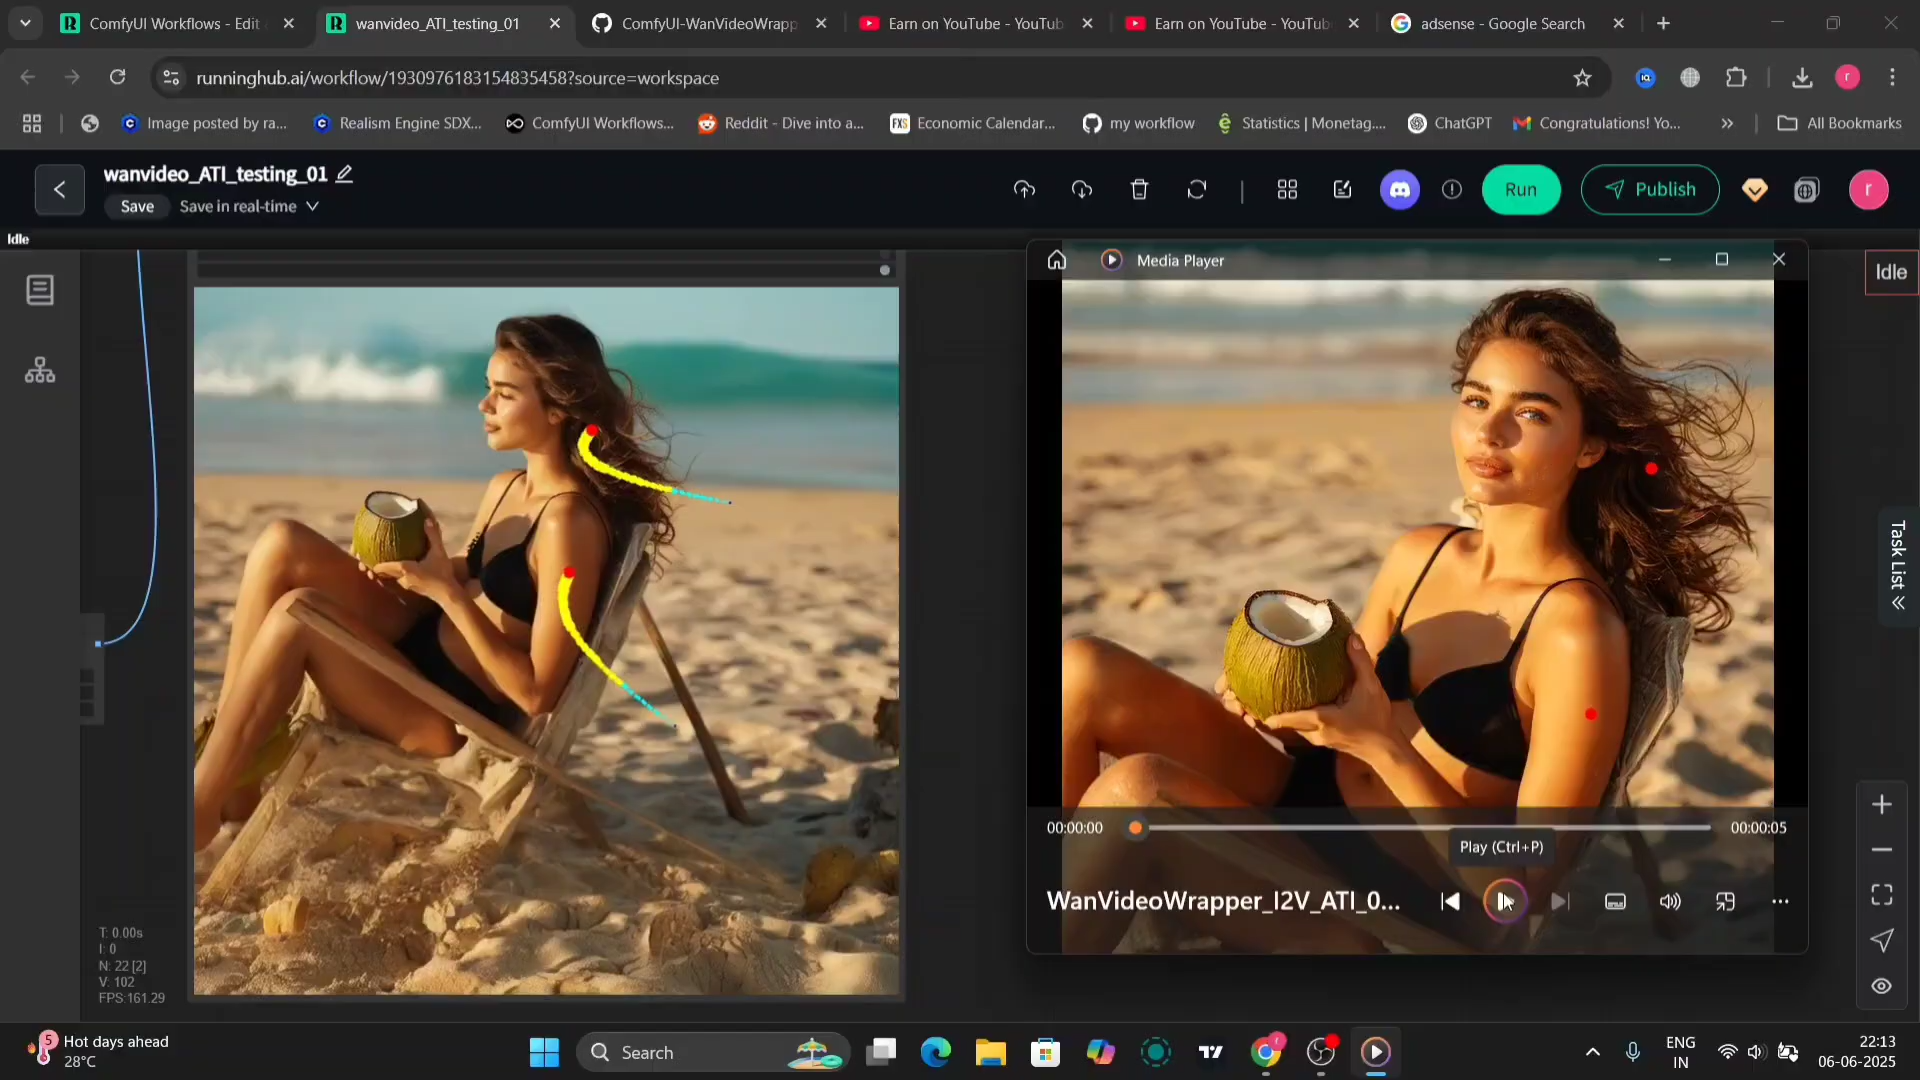 ComfyUI Workflows - Edit
wanvideo_ATI_testing_01
ComfyUI-WanVideoWrapp
Earn on YouTube - YouTub
Earn on YouTube - YouTub
adsense - Google Search
runninghub.ai/workflow/1930976183154835458?source=workspace
Image posted by ra...
Realism Engine SDX...
ComfyUI Workflows...
Reddit - Dive into a...
FXS
Economic Calendar...
my workflow
Statistics | Monetag....
ChatGPT
Congratulations! Yo...
All Bookmarks
wanvideo_ATI_testing_01
Save
Save in real-time
Run
Publish
r
Idle
Media Player
Idle
Task List
00:00:00
00:00:05
Play (Ctrl+P)
WanVideoWrapper_I2V_ATI_0...
T: 0.00s
I: 0
N: 22 [2]
V: 102
FPS:161.29
5
Hot days ahead
28°C
Search
ENG
IN
22:13
06-06-2025